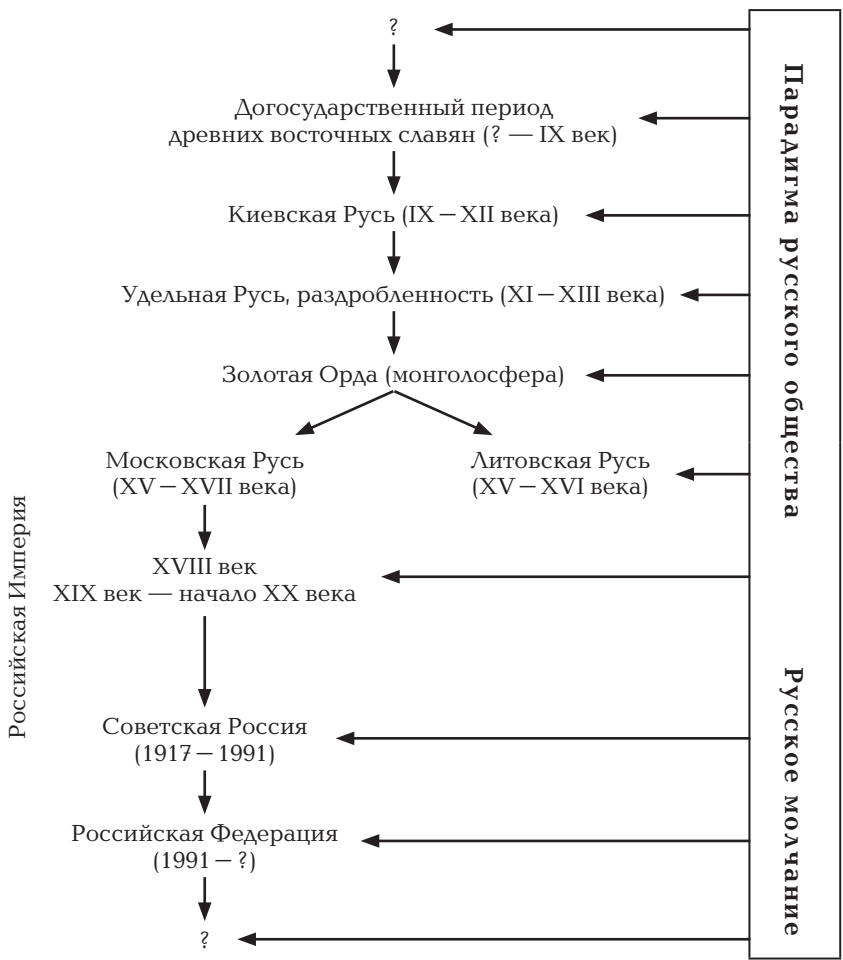 ?
Догосударственный период
древних восточных славян (? — IX век)
Киевская Русь (IX – XII века)
Удельная Русь, раздробленность (XI – XIII века)
Золотая Орда (монголосфера)
Московская Русь
(XV – XVII века)
Литовская Русь
(XV – XVI века)
XVIII век
XIX век — начало XX века
Советская Россия
(1917 – 1991)
Российская Федерация
(1991 – ?)
?
Российская Империя
Парадигма русского общества
Русское молчание